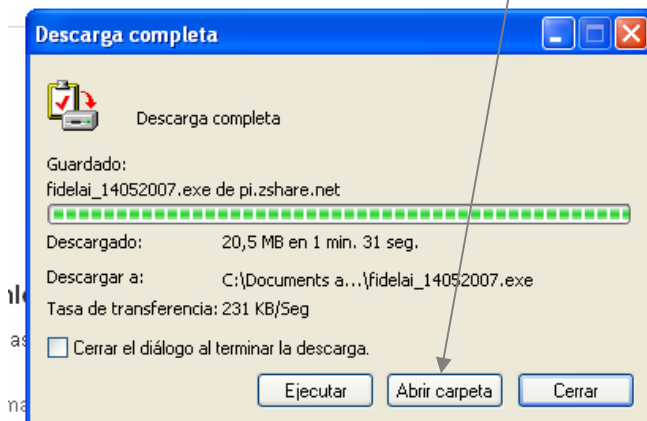 Descarga completa
Descarga completa
Guardado:
fidelai_14052007.exe de pi.zshare.net
Descargado: 20,5 MB en 1 min. 31 seg.
Descargar a: C:\Documents a...\fidelai_14052007.exe
Tasa de transferencia: 231 KB/Seg
Cerrar el diálogo al terminar la descarga.
Ejecutar Abrir carpeta Cerrar